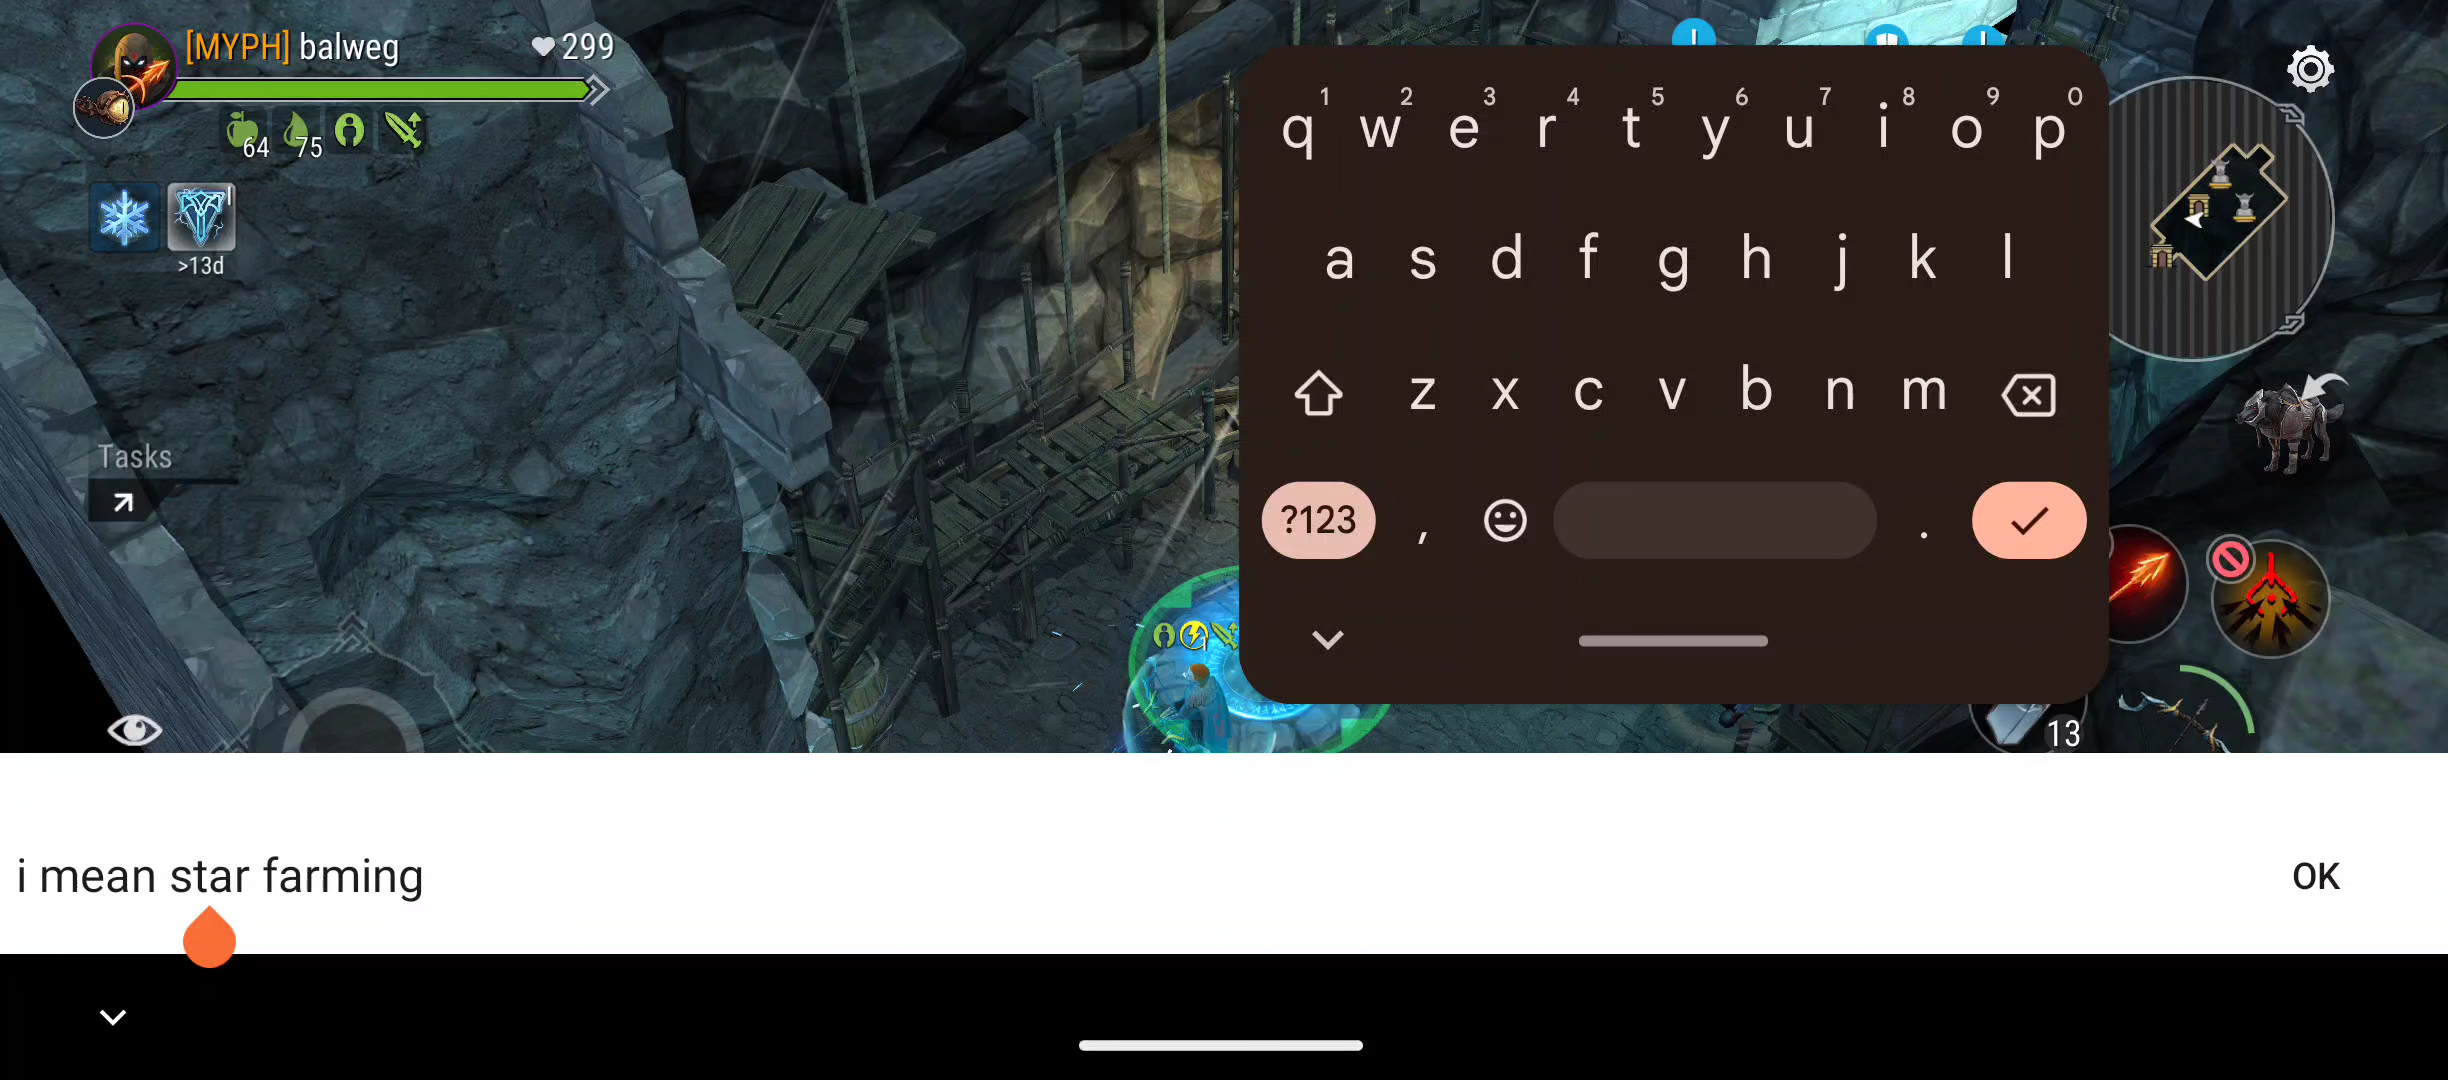 [MYPH] balweg 299
64 75
>13d
Tasks
1 2 3 4 5 6 7 8 9 0
q w e r t y u i o p
a s d f g h j k l
z x c v b n m
?123 , .
13
i mean star farming
OK